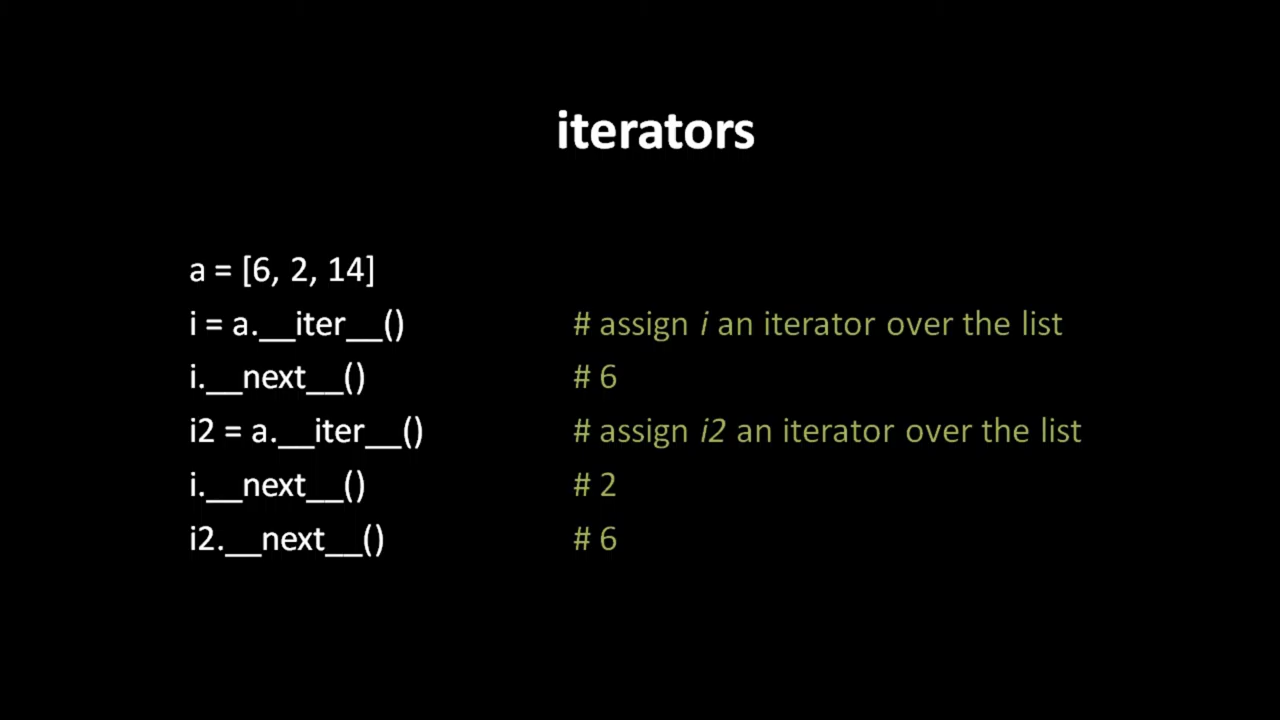 iterators
a = [6, 2, 14]
i = a.__iter__() # assign i an iterator over the list
i.__next__() # 6
i2 = a.__iter__() # assign i2 an iterator over the list
i.__next__() # 2
i2.__next__() # 6